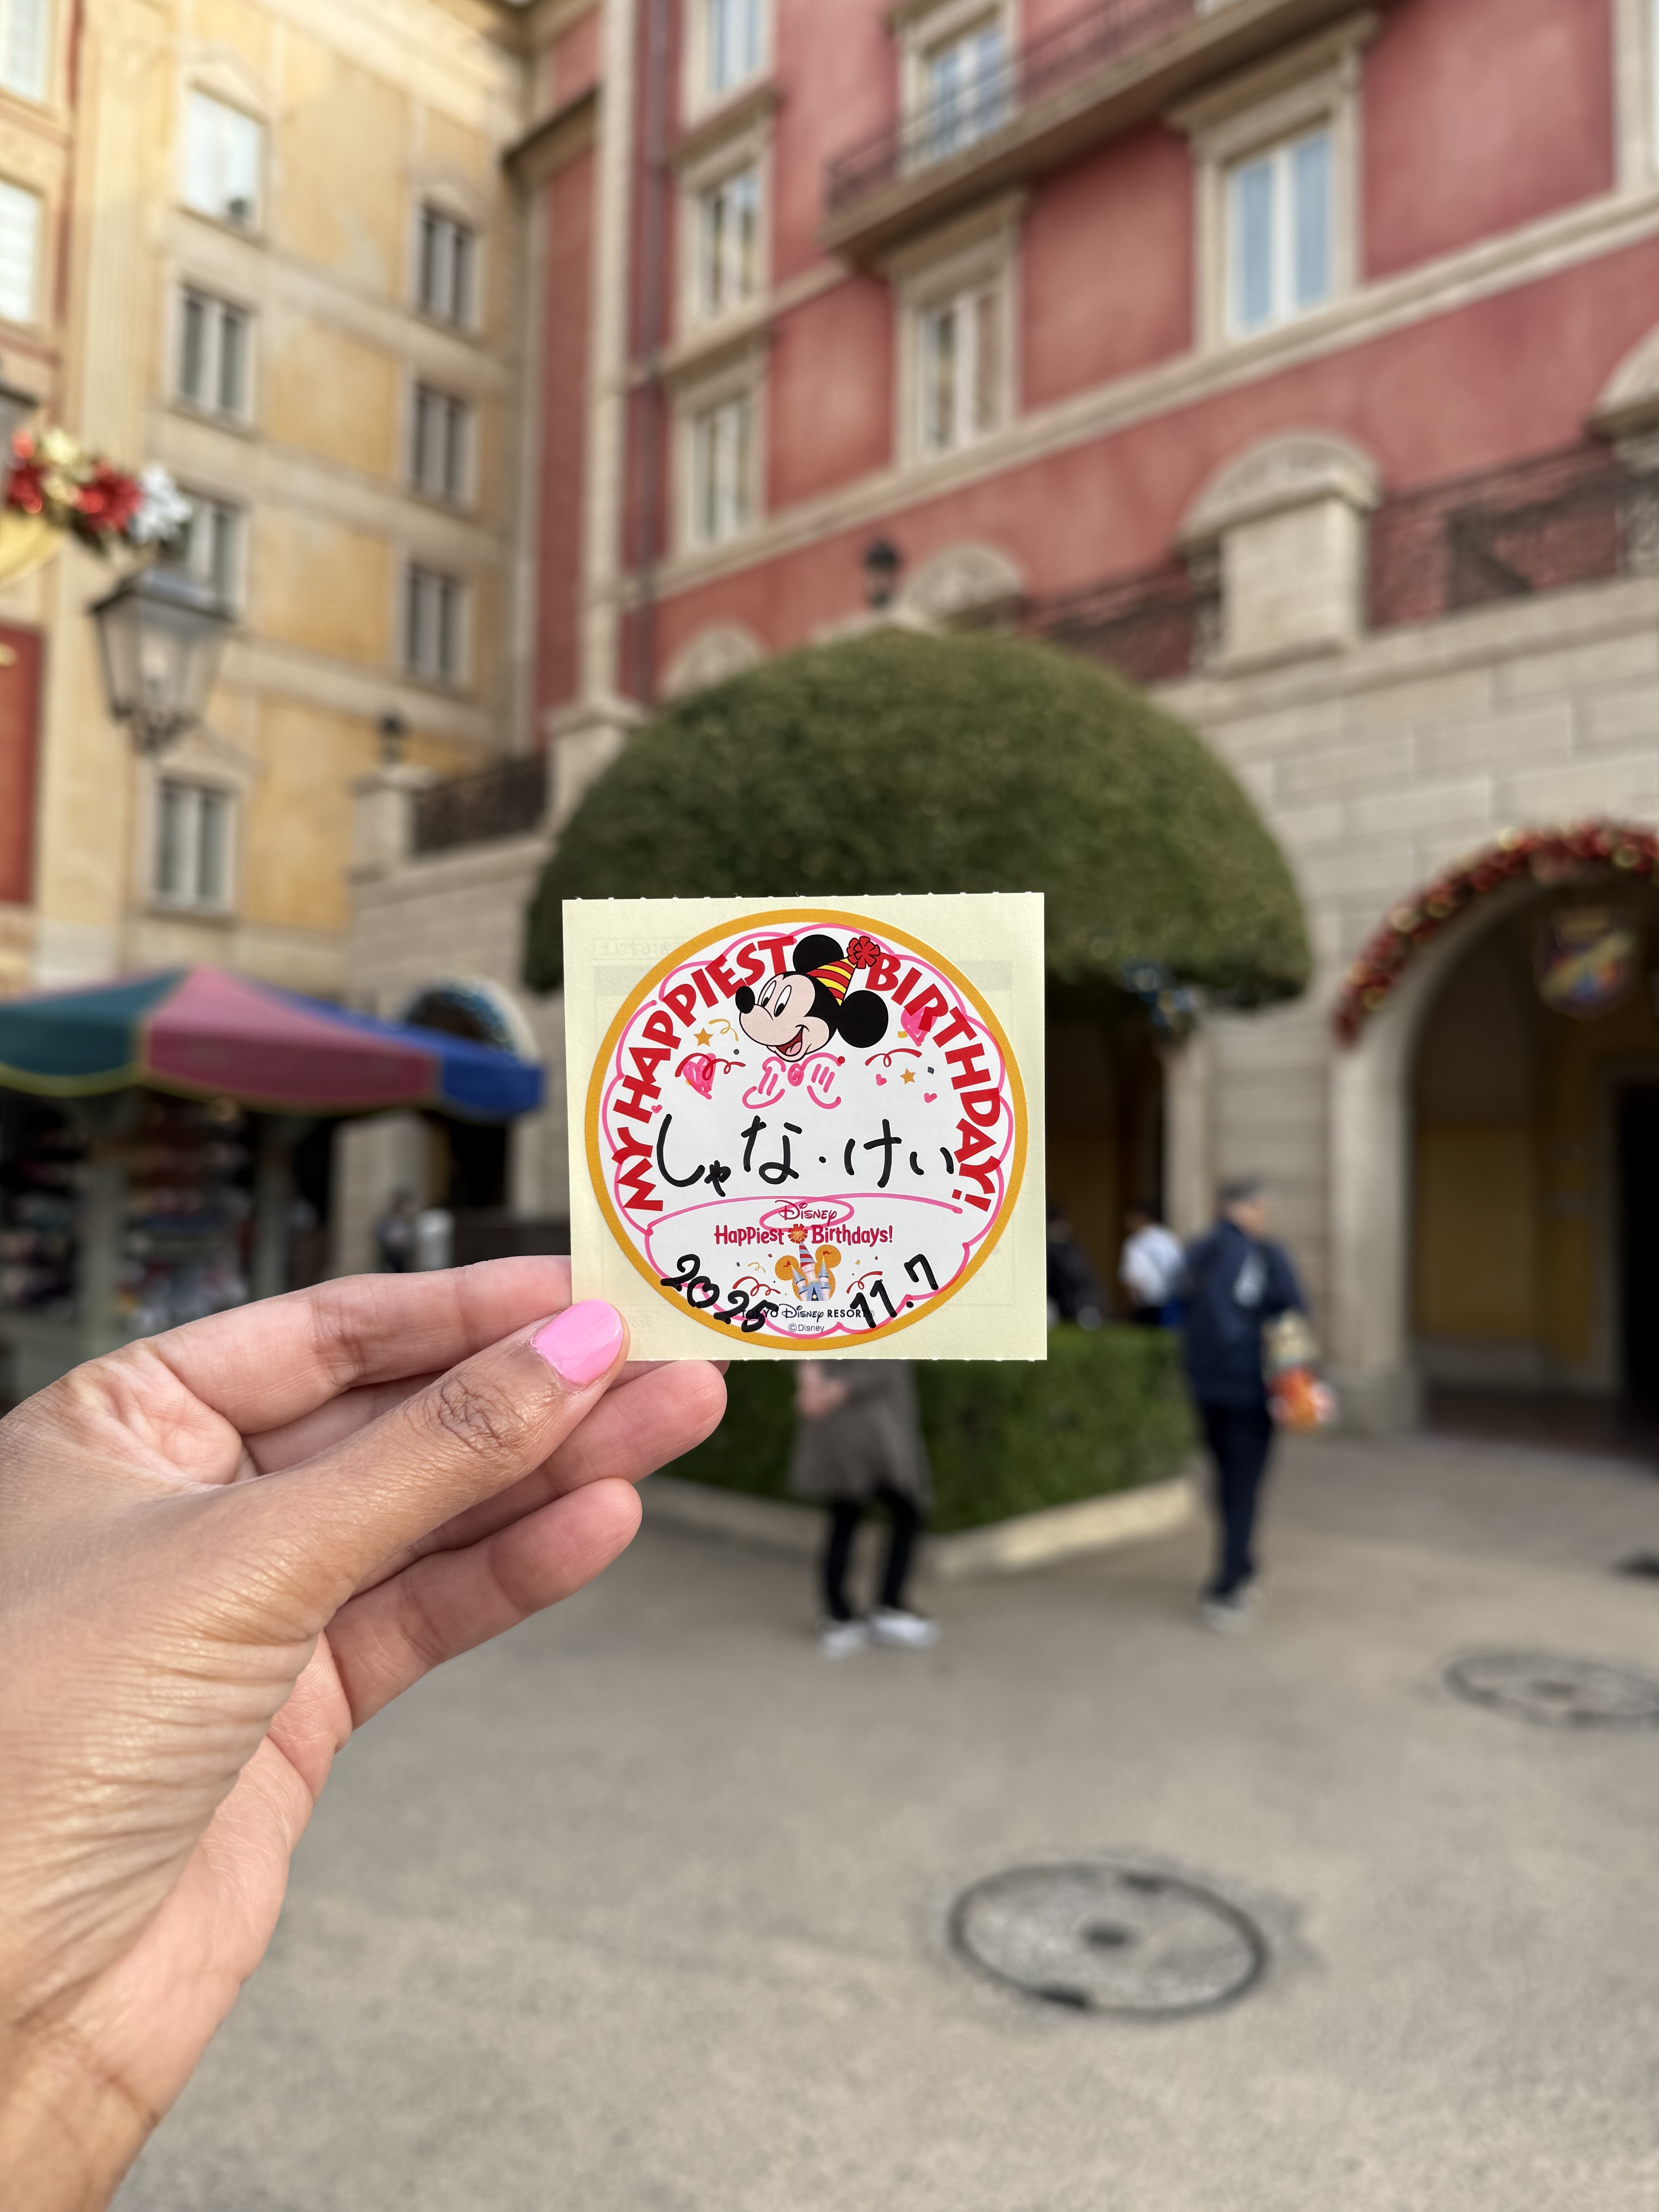 MY HAPPIEST BIRTHDAY!
しゃな・けい
Disney
Happiest Birthdays!
2025 11.7
TOKYO Disney RESORT
©Disney